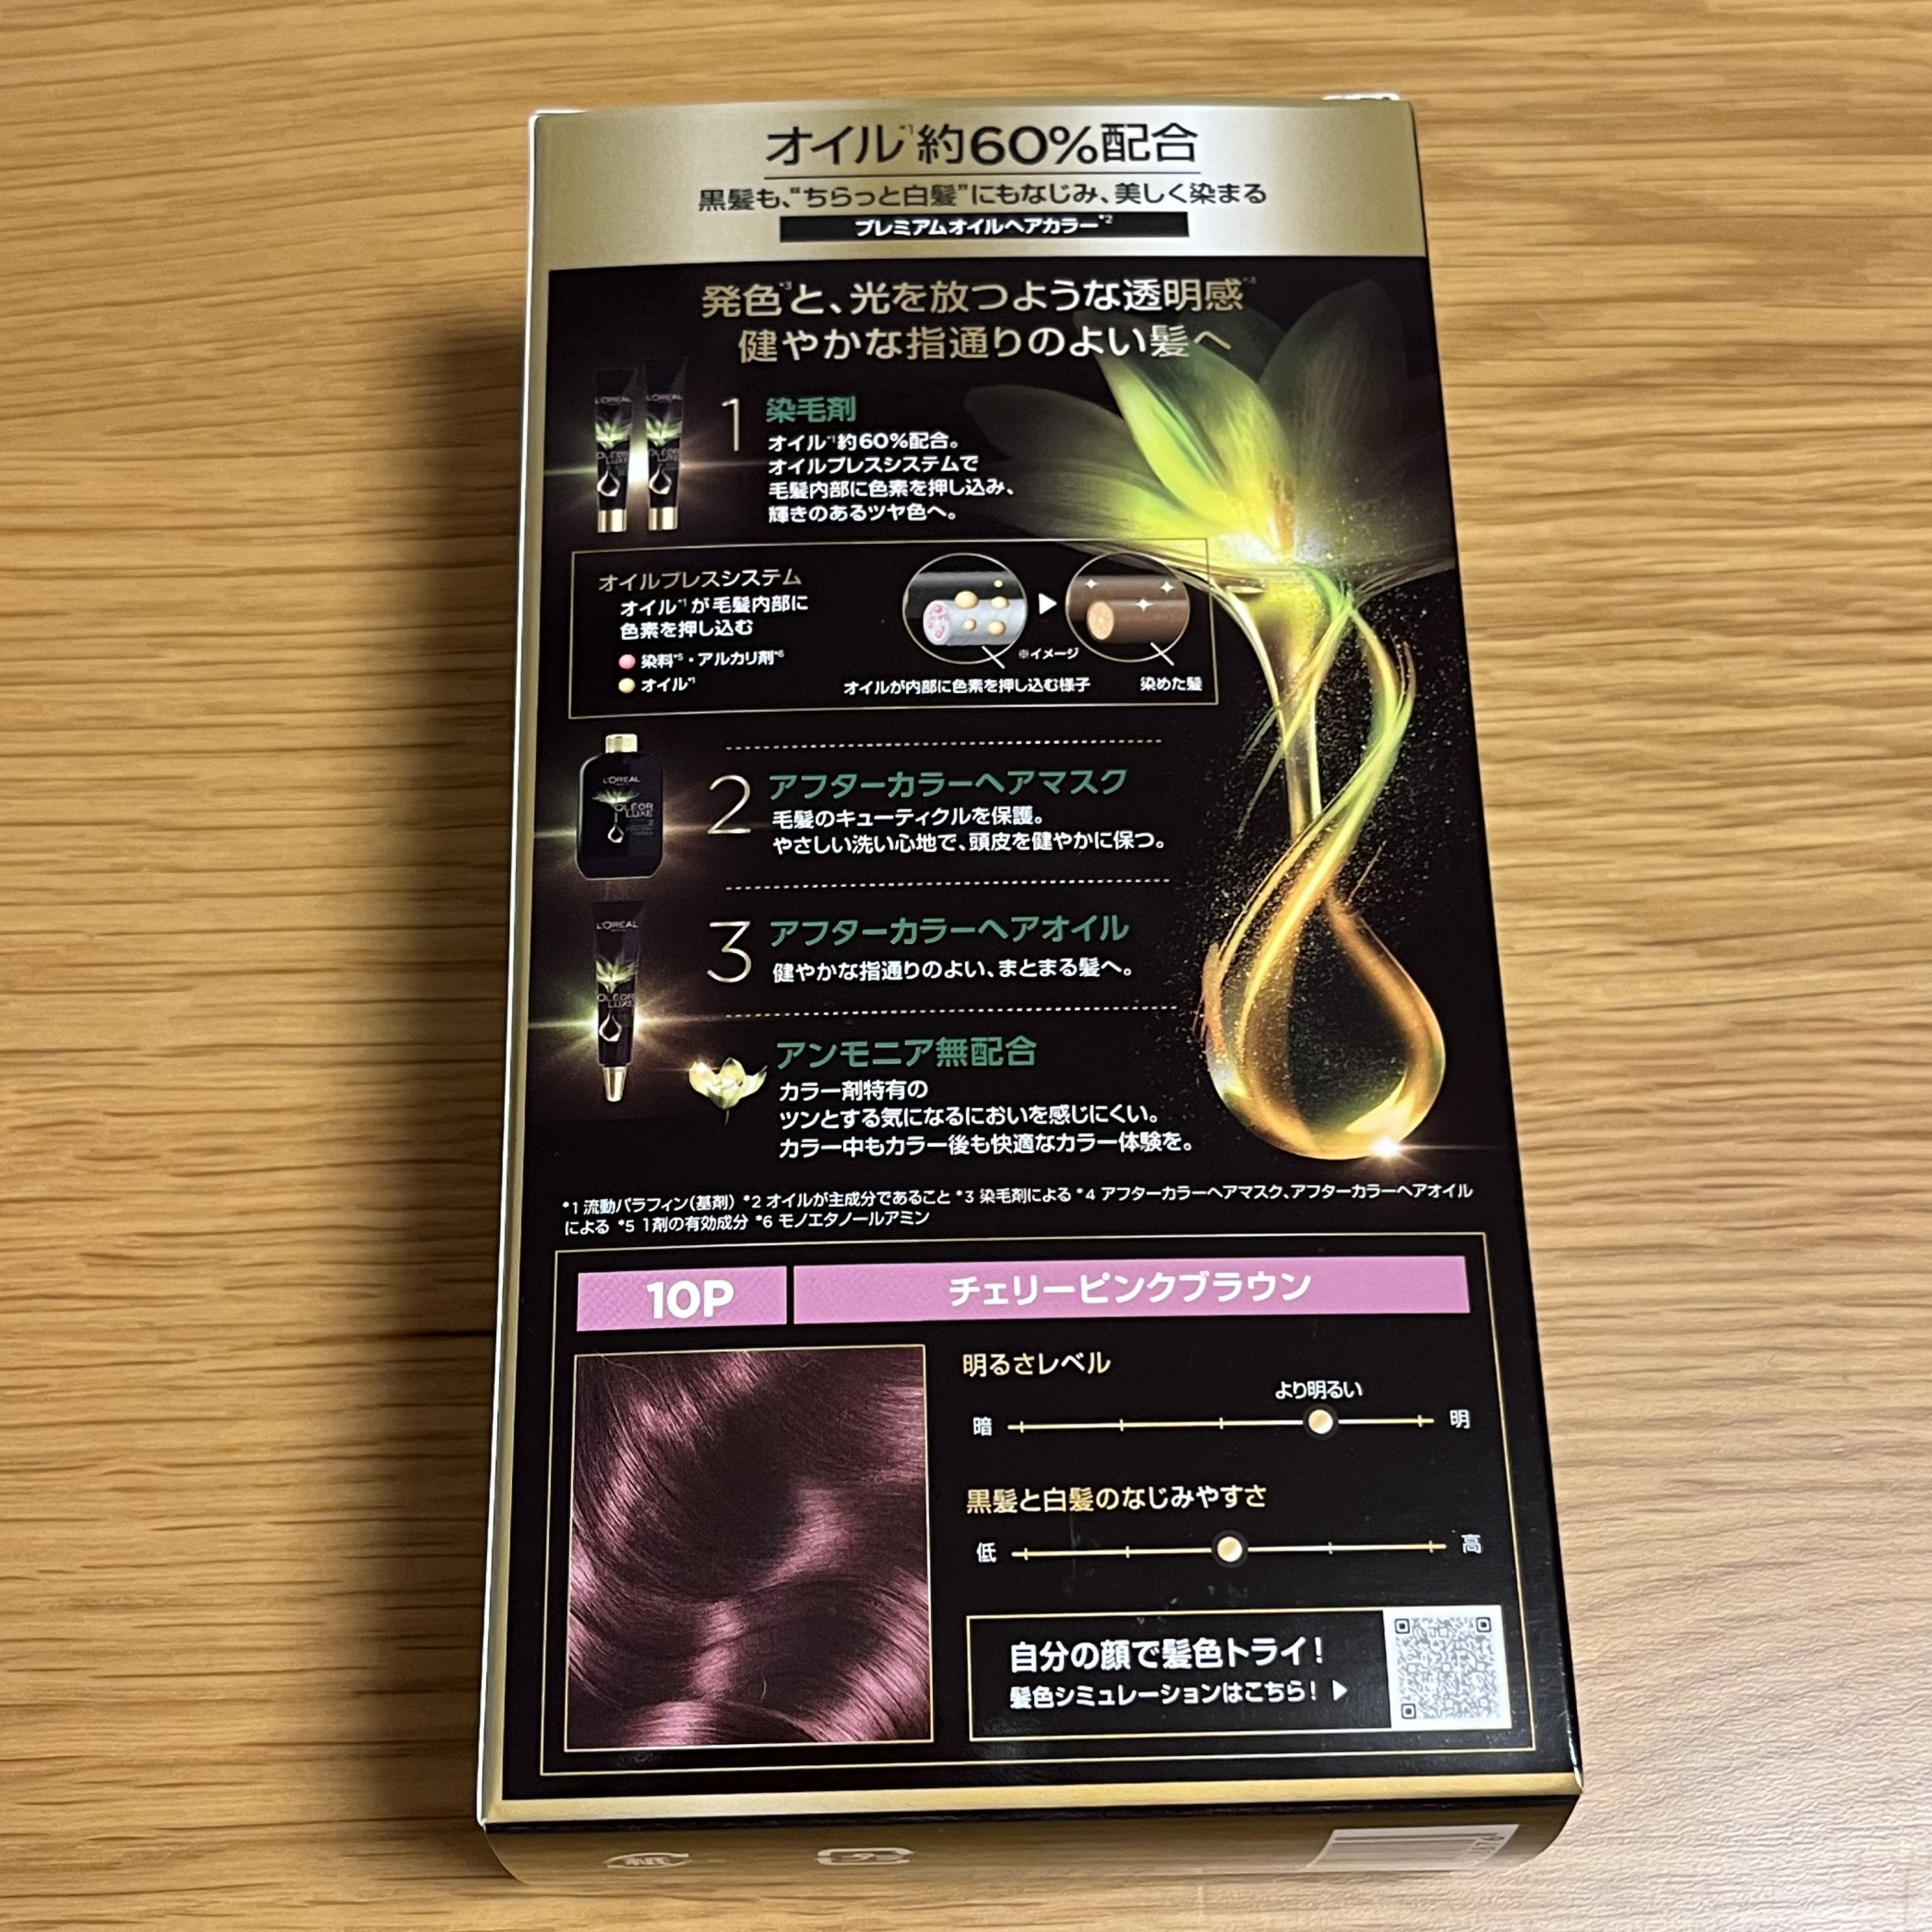 オイル*1約60%配合
黒髪も、“ちらっと白髪”にもなじみ、美しく染まる
プレミアムオイルヘアカラー*2
発色*3と、光を放つような透明感*4
健やかな指通りのよい髪へ
L'ORÉAL
L'ORÉAL
OLÉOR
LUXE
OLÉOR
LUXE
1 染毛剤
オイル*1約60%配合。
オイルプレスシステムで
毛髪内部に色素を押し込み、
輝きのあるツヤ色へ。
オイルプレスシステム
オイル*1が毛髪内部に
色素を押し込む
染料*5・アルカリ剤*6
オイル*1
※イメージ
オイルが内部に色素を押し込む様子
染めた髪
L'ORÉAL
OLÉOR
LUXE
2 アフターカラーヘアマスク
毛髪のキューティクルを保護。
やさしい洗い心地で、頭皮を健やかに保つ。
L'ORÉAL
OLÉOR
LUXE
3 アフターカラーヘアオイル
健やかな指通りのよい、まとまる髪へ。
アンモニア無配合
カラー剤特有の
ツンとする気になるにおいを感じにくい。
カラー中もカラー後も快適なカラー体験を。
*1 流動パラフィン(基剤) *2 オイルが主成分であること *3 染毛剤による *4 アフターカラーヘアマスク、アフターカラーヘアオイル
による *5 1剤の有効成分 *6 モノエタノールアミン
10P チェリーピンクブラウン
明るさレベル
より明るい
暗 明
黒髪と白髪のなじみやすさ
低 高
自分の顔で髪色トライ!
髪色シミュレーションはこちら!